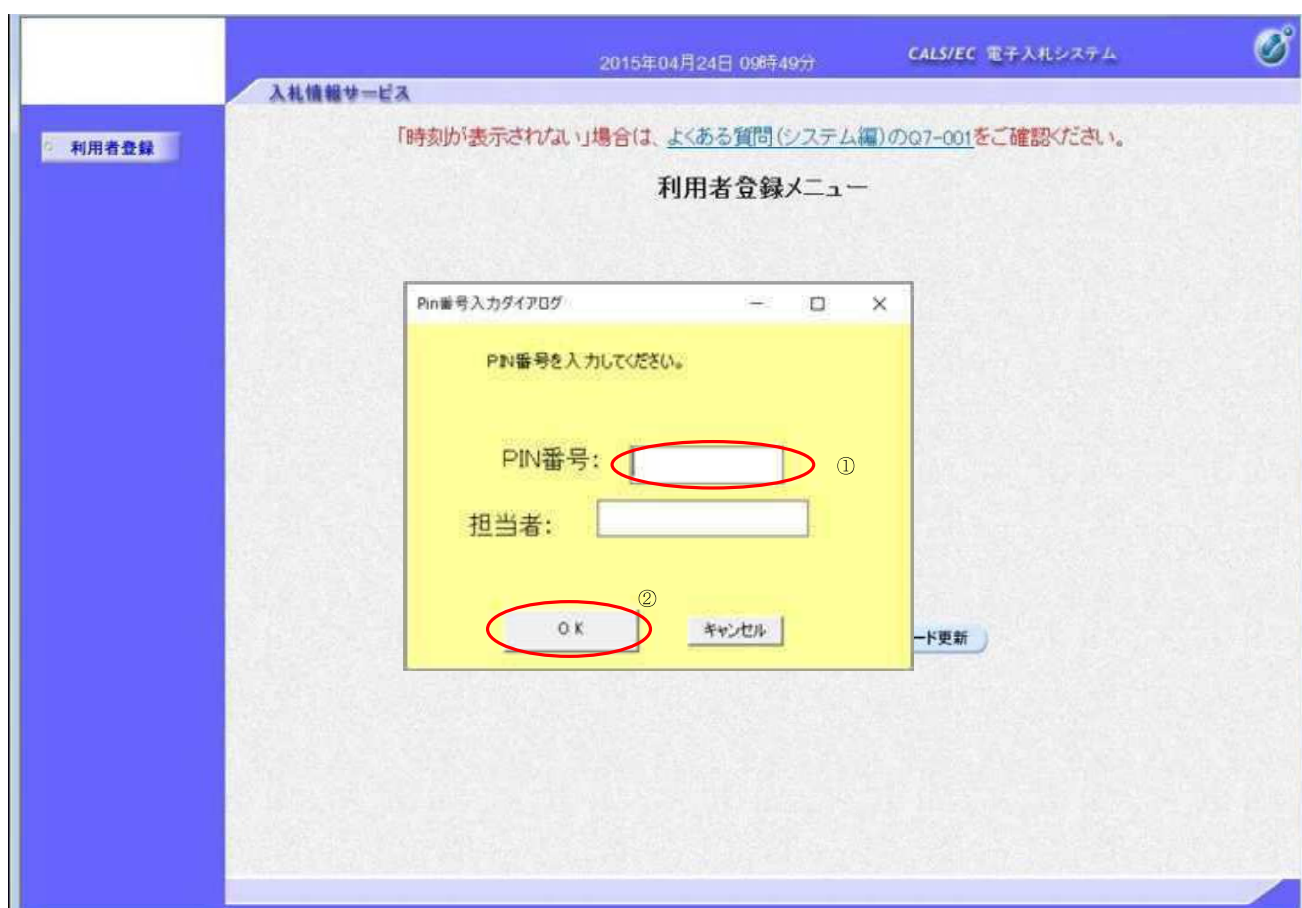 2015年04月24日 09時49分
CALS/EC 電子入札システム
入札情報サービス
利用者登録
「時刻が表示されない」場合は、よくある質問(システム編)のQ7-001をご確認ください。
利用者登録メニュー
Pin番号入力ダイアログ
PIN番号を入力してください。
PIN番号:
①
担当者:
②
OK
キャンセル
ード更新